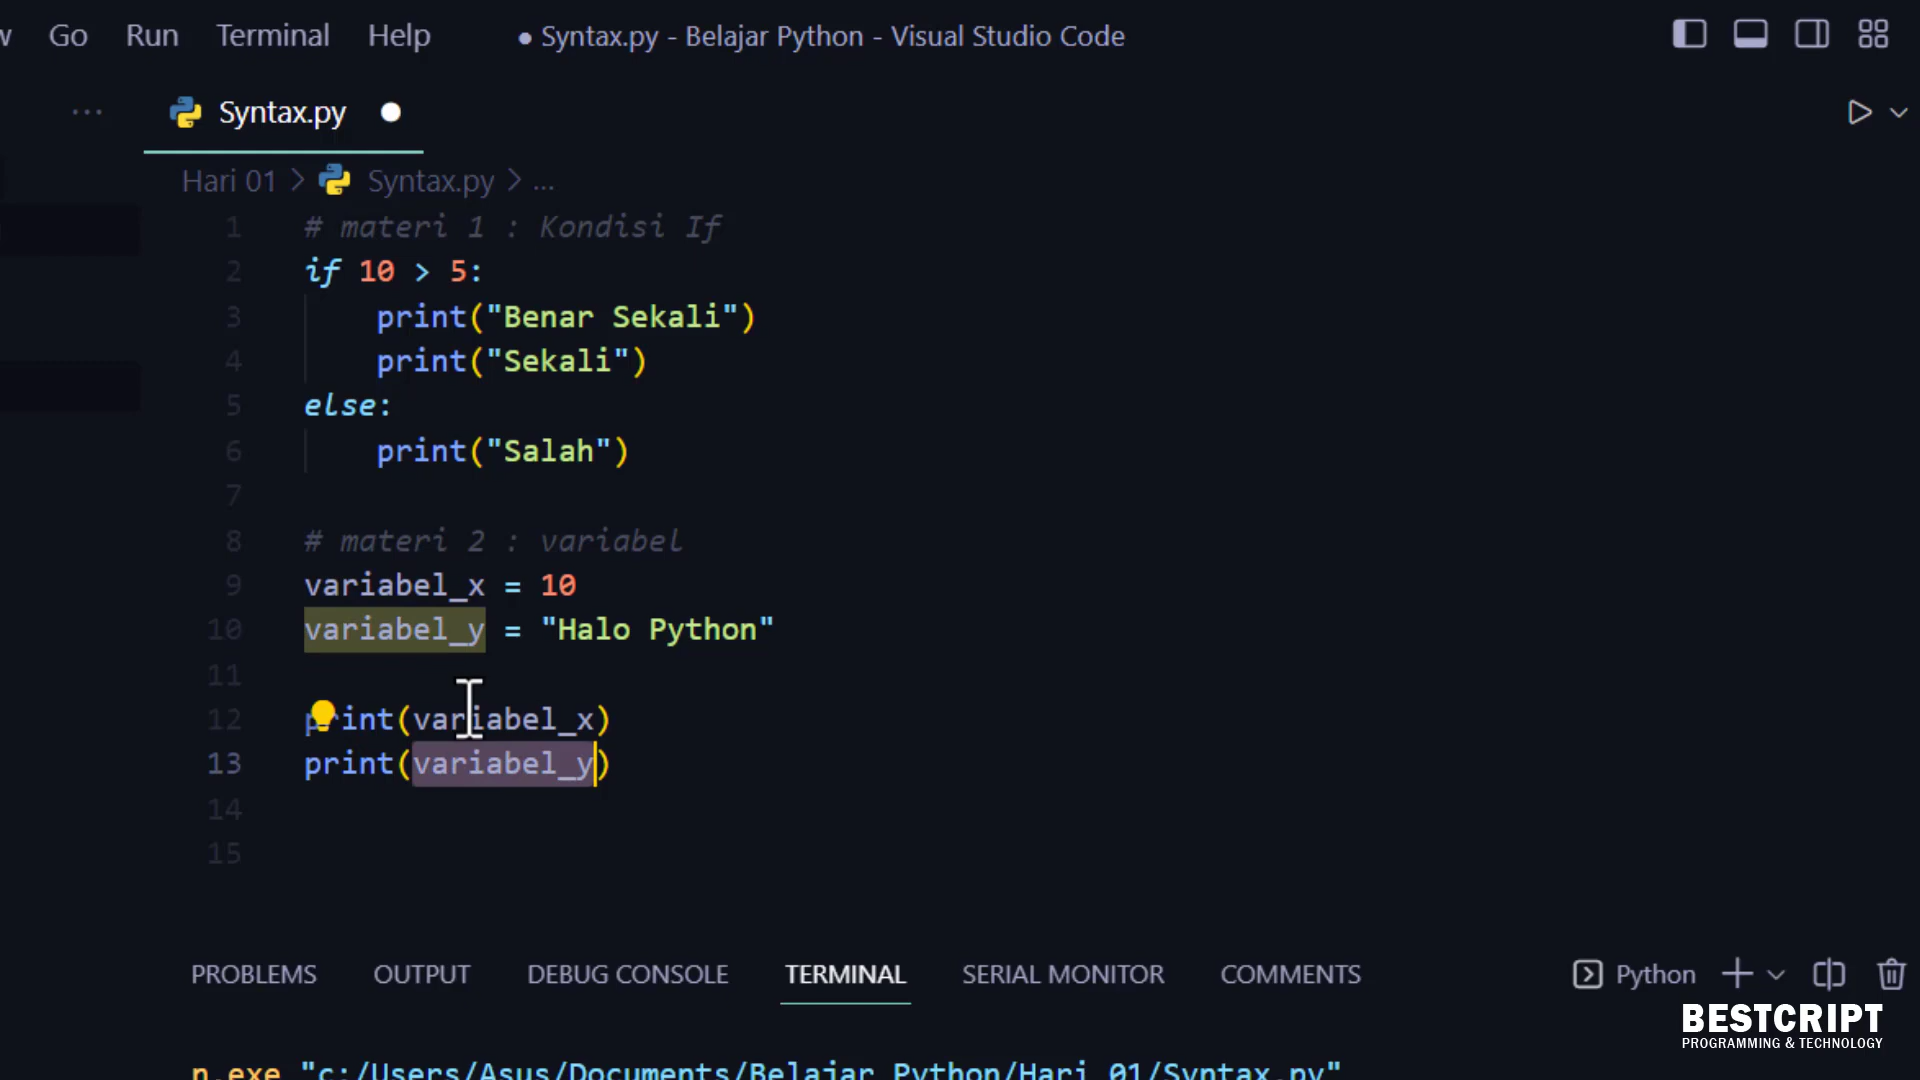 Go Run Terminal Help ● Syntax.py - Belajar Python - Visual Studio Code
... Syntax.py ●
Hari 01 > Syntax.py > ...
1 # materi 1 : Kondisi If
2 if 10 > 5:
3 print("Benar Sekali")
4 print("Sekali")
5 else:
6 print("Salah")
7
8 # materi 2 : variabel
9 variabel_x = 10
10 variabel_y = "Halo Python"
11
12 print(variabel_x)
13 print(variabel_y)
14
15
PROBLEMS OUTPUT DEBUG CONSOLE TERMINAL SERIAL MONITOR COMMENTS Python
BESTCRIPT
PROGRAMMING & TECHNOLOGY
n.exe "c:/Users/Asus/Documents/Belajar Python/Hari 01/Syntax.py"